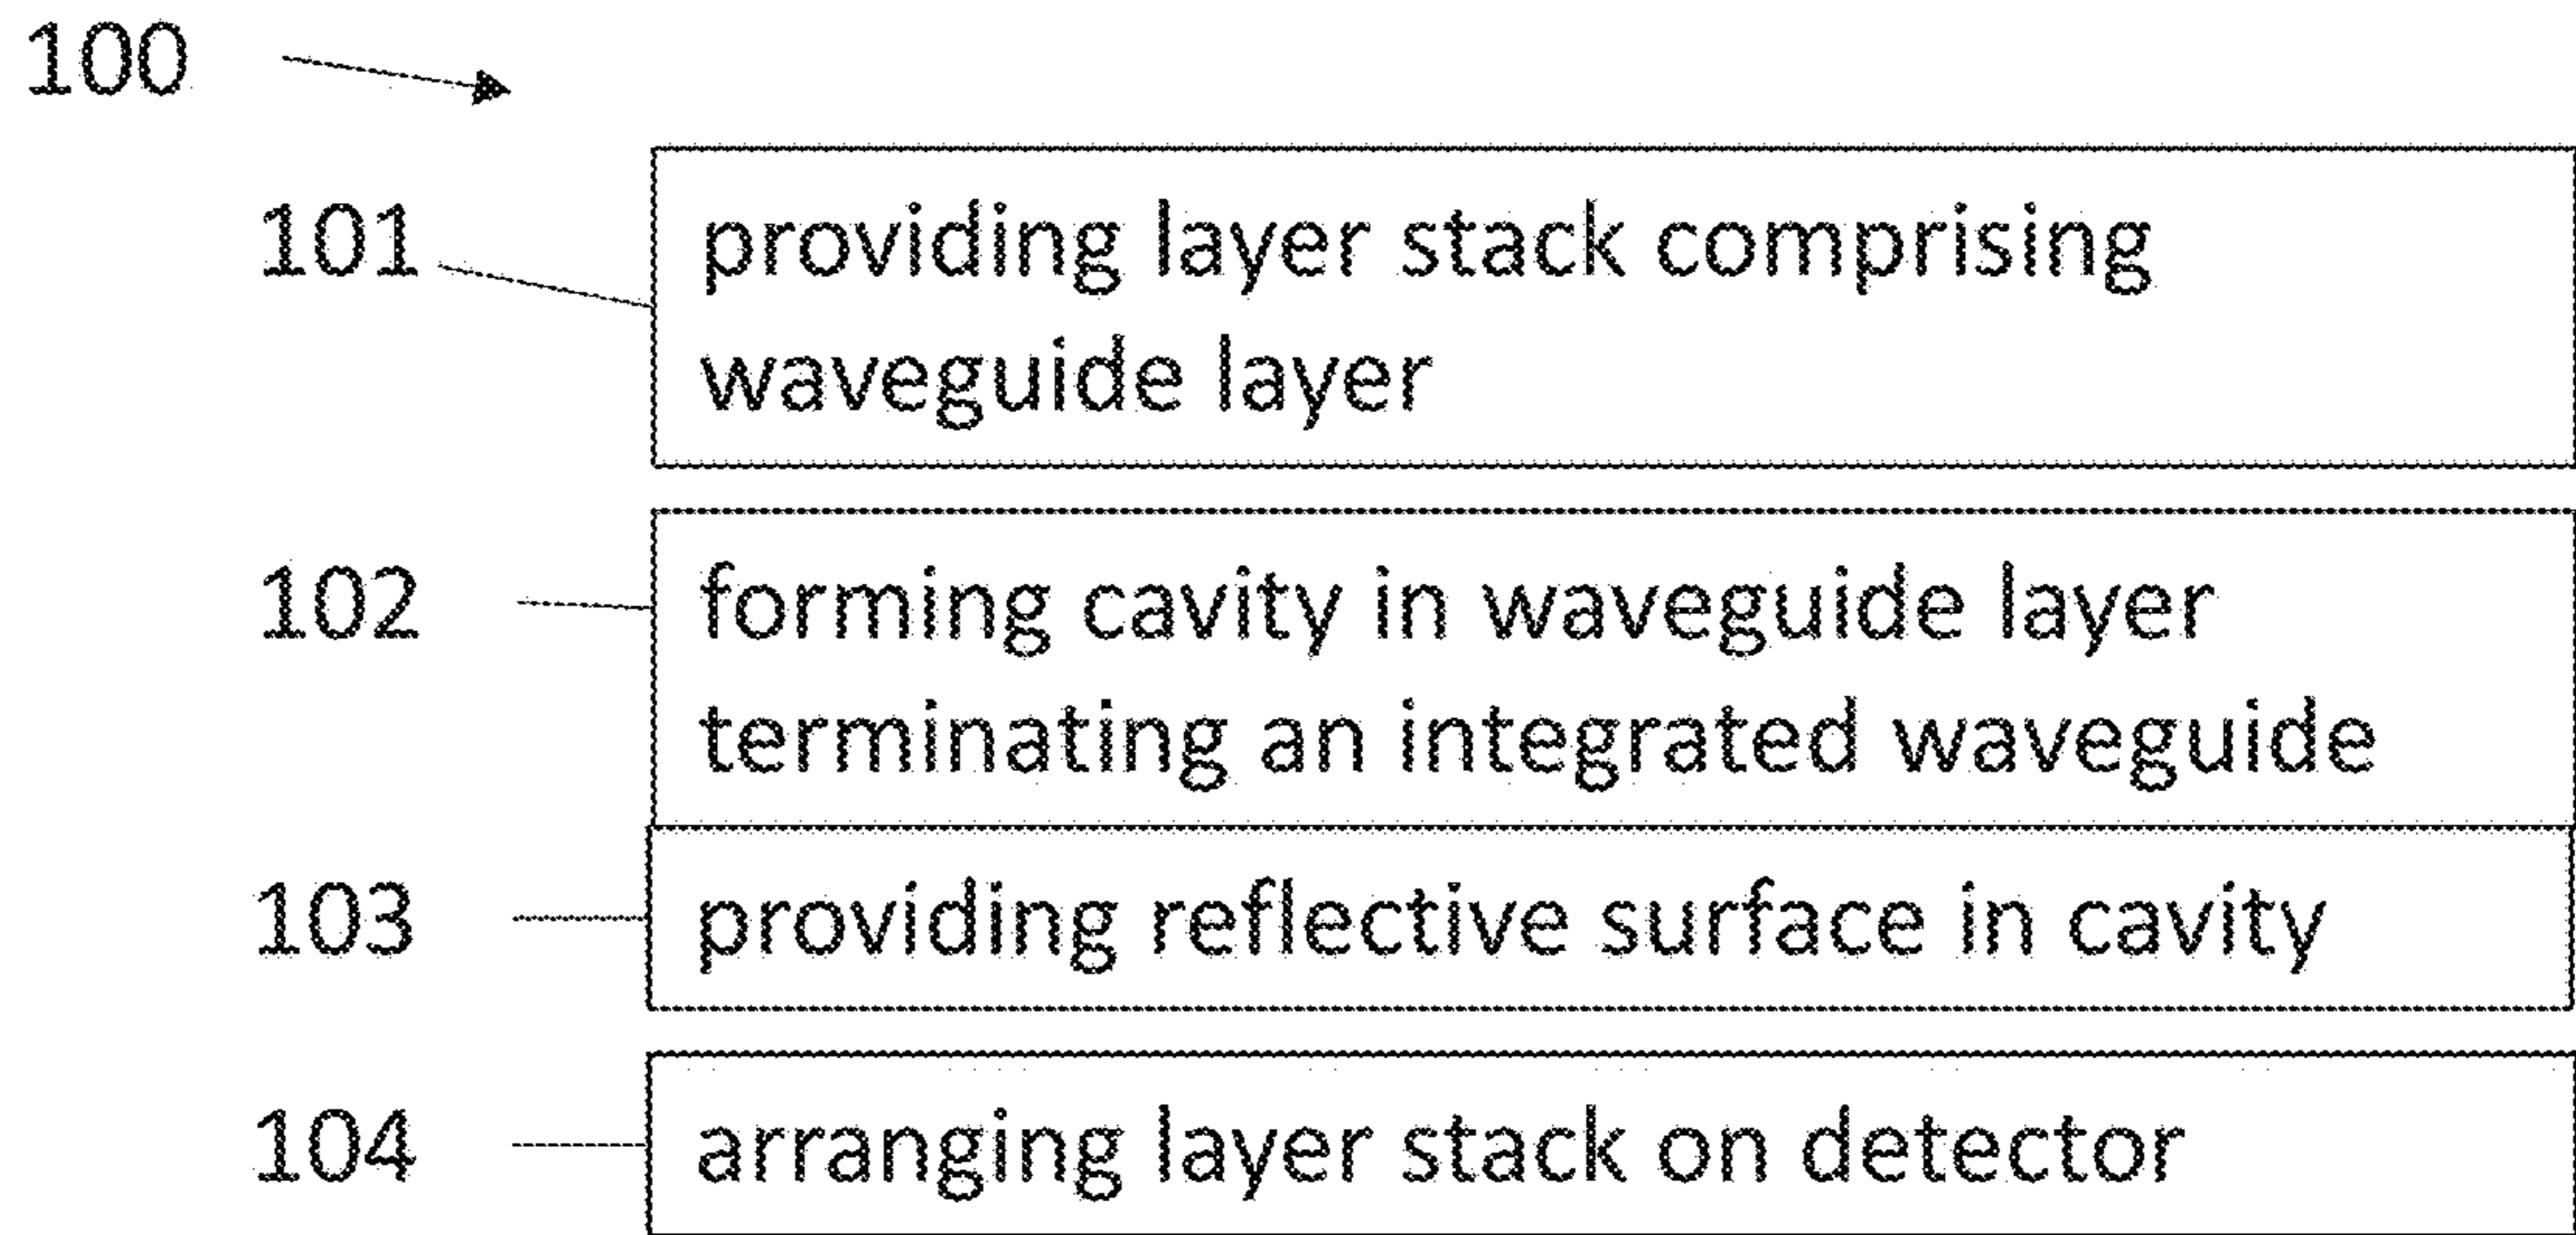 100
101 providing layer stack comprising
waveguide layer
102 forming cavity in waveguide layer
terminating an integrated waveguide
103 providing reflective surface in cavity
104 arranging layer stack on detector